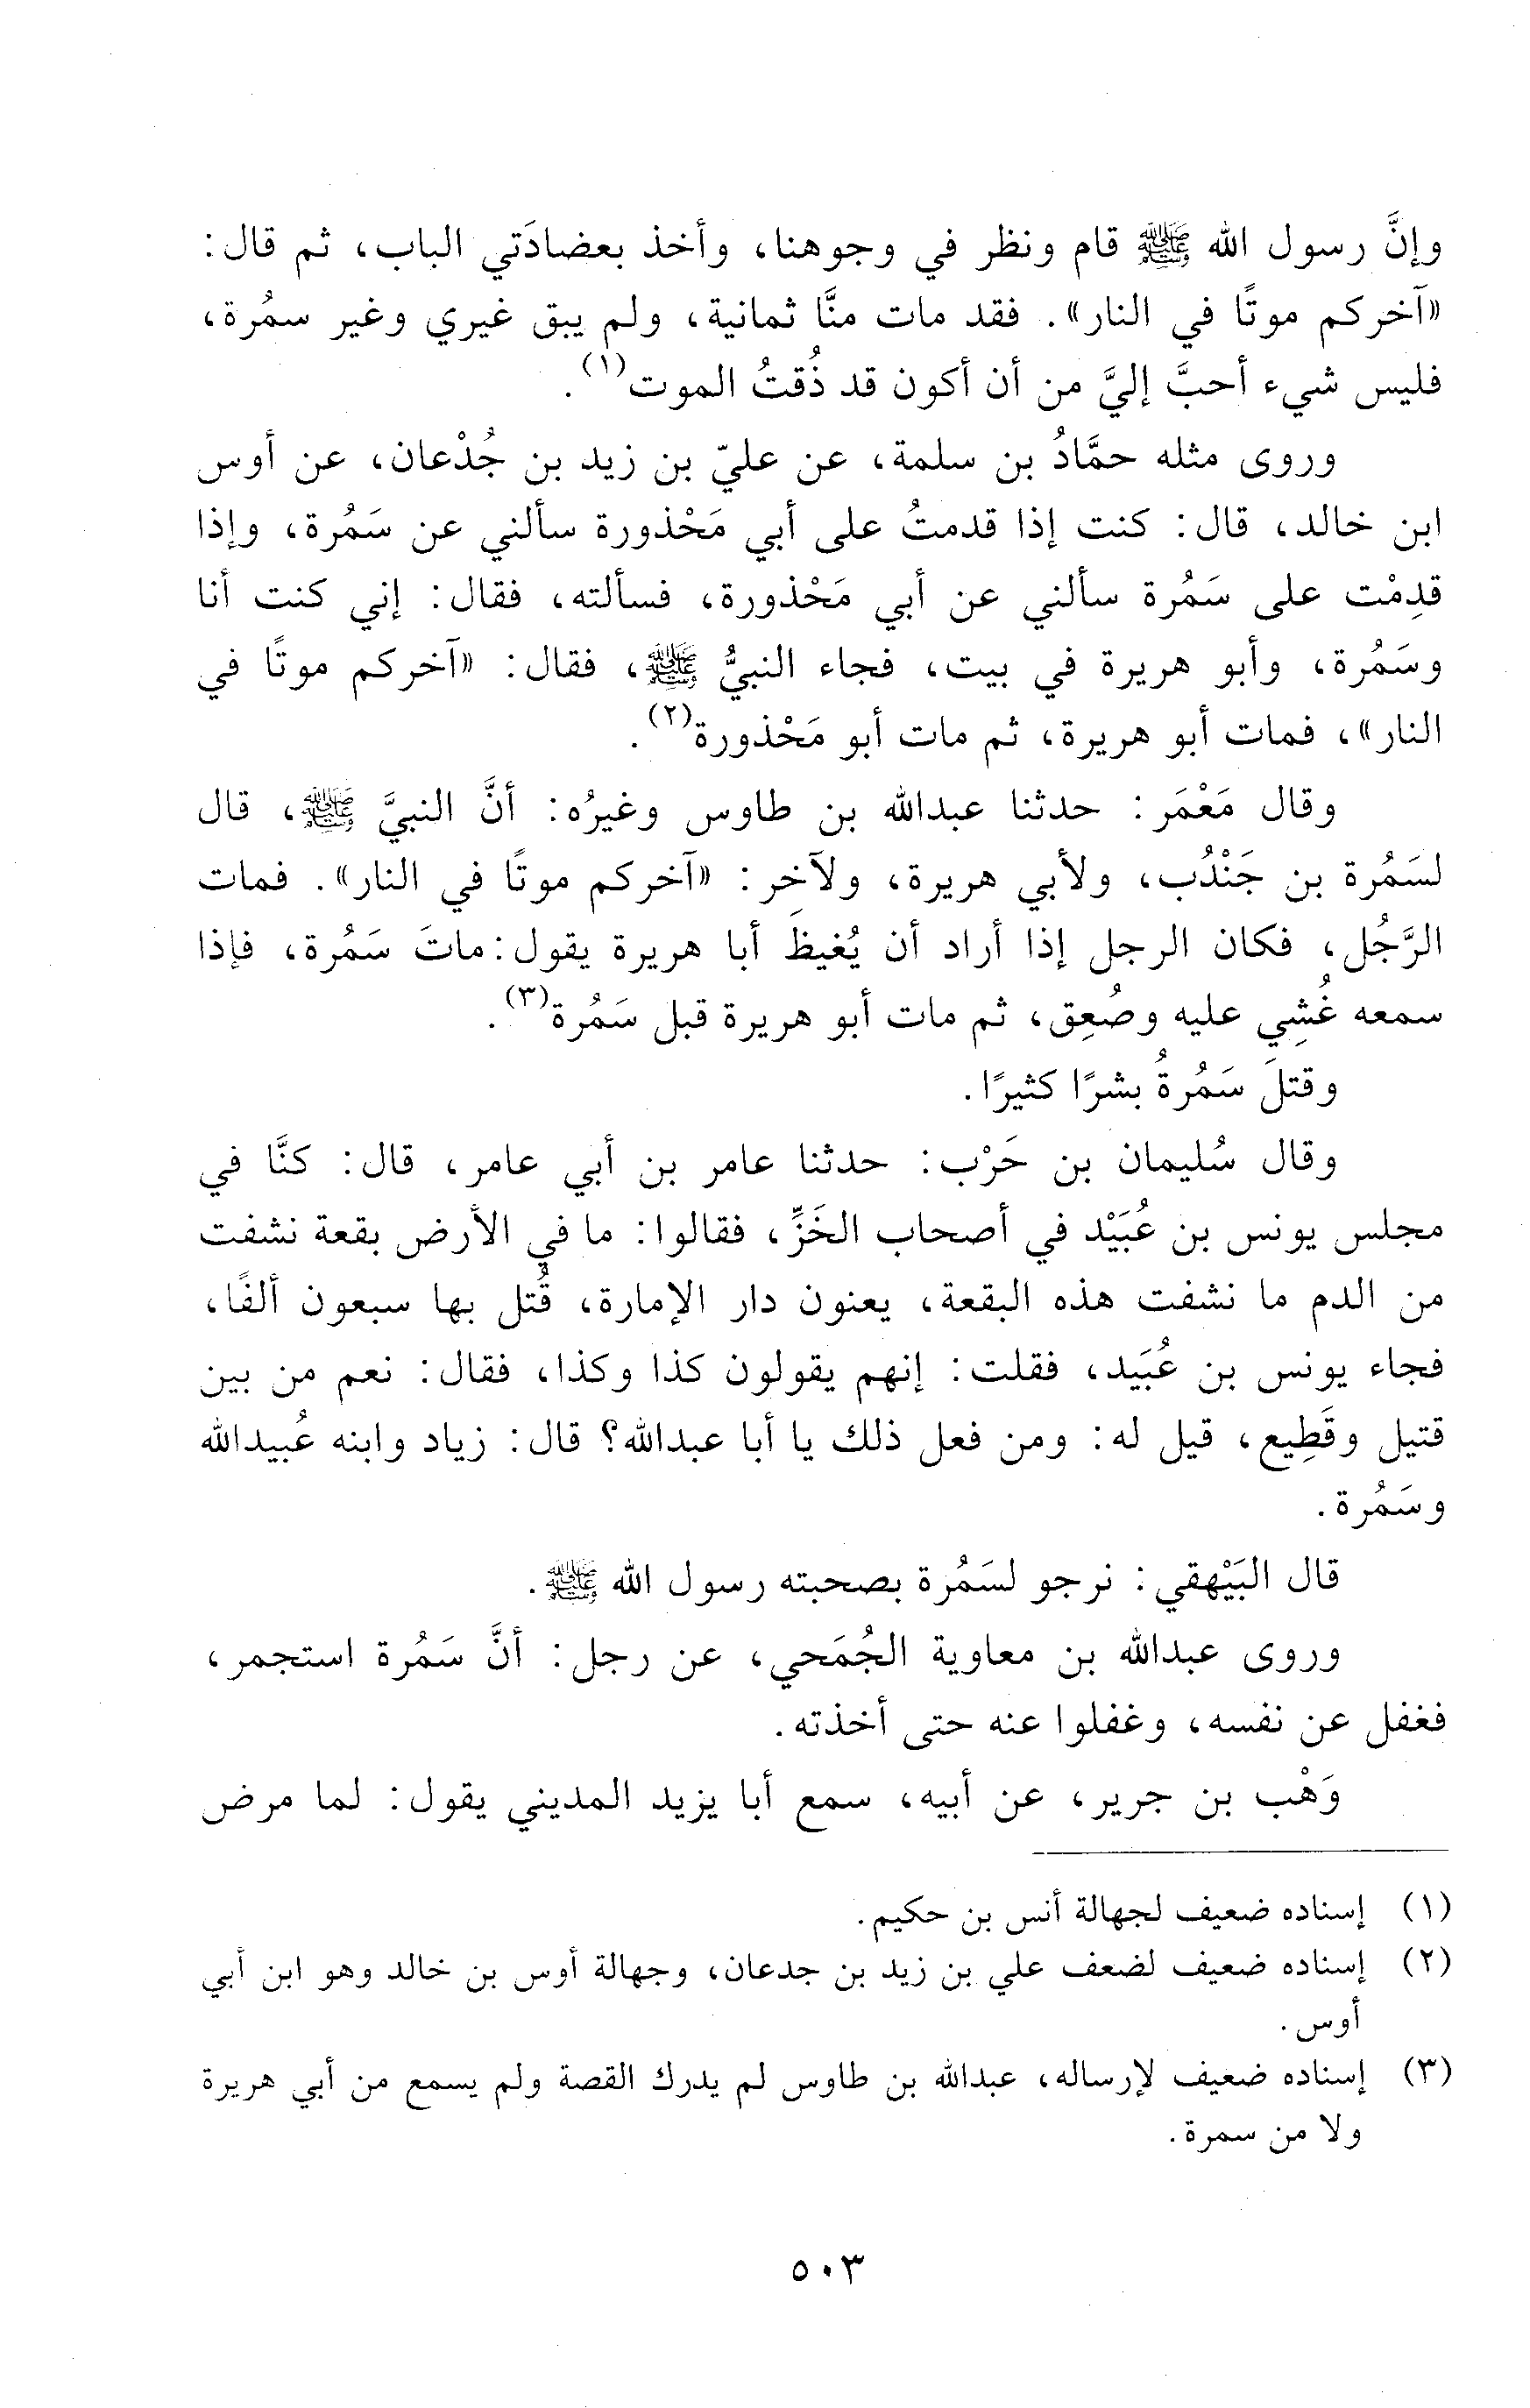 وإنَّ رسول الله ﷺ قام ونظر في وجوهنا، وأخذ بعضادَتي الباب، ثم قال:
«آخركم موتًا في النار». فقد مات منَّا ثمانية، ولم يبق غيري وغير سمُرة،
فليس شيء أحبَّ إليَّ من أن أكون قد ذُقتُ الموت(١).
وروى مثله حمَّادُ بن سلمة، عن عليّ بن زيد بن جُدْعان، عن أوس
ابن خالد، قال: كنت إذا قدمتُ على أبي مَحْذورة سألني عن سَمُرة، وإذا
قدِمْت على سَمُرة سألني عن أبي مَحْذورة، فسألته، فقال: إني كنت أنا
وسَمُرة، وأبو هريرة في بيت، فجاء النبيُّ ﷺ، فقال: «آخركم موتًا في
النار»، فمات أبو هريرة، ثم مات أبو مَحْذورة(٢).
وقال مَعْمَر: حدثنا عبدالله بن طاوس وغيرُه: أنَّ النبيَّ ﷺ، قال
لسَمُرة بن جَنْدُب، ولأبي هريرة، ولآخر: «آخركم موتًا في النار». فمات
الرَّجُل، فكان الرجل إذا أراد أن يُغيظَ أبا هريرة يقول: ماتَ سَمُرة، فإذا
سمعه غُشِي عليه وصُعِق، ثم مات أبو هريرة قبل سَمُرة(٣).
وقتلَ سَمُرةُ بشرًا كثيرًا.
وقال سُليمان بن حَرْب: حدثنا عامر بن أبي عامر، قال: كنَّا في
مجلس يونس بن عُبَيْد في أصحاب الخَزِّ، فقالوا: ما في الأرض بقعة نشفت
من الدم ما نشفت هذه البقعة، يعنون دار الإمارة، قُتل بها سبعون ألفًا،
فجاء يونس بن عُبَيد، فقلت: إنهم يقولون كذا وكذا، فقال: نعم من بين
قتيل وقَطِيع، قيل له: ومن فعل ذلك يا أبا عبدالله؟ قال: زياد وابنه عُبيدالله
وسَمُرة.
قال البَيْهقي: نرجو لسَمُرة بصحبته رسول الله ﷺ.
وروى عبدالله بن معاوية الجُمَحي، عن رجل: أنَّ سَمُرة استجمر،
فغفل عن نفسه، وغفلوا عنه حتى أخذته.
وَهْب بن جرير، عن أبيه، سمع أبا يزيد المديني يقول: لما مرض
(١) إسناده ضعيف لجهالة أنس بن حكيم.
(٢) إسناده ضعيف لضعف علي بن زيد بن جدعان، وجهالة أوس بن خالد وهو ابن أبي
أوس.
(٣) إسناده ضعيف لإرساله، عبدالله بن طاوس لم يدرك القصة ولم يسمع من أبي هريرة
ولا من سمرة.
٥٠٣